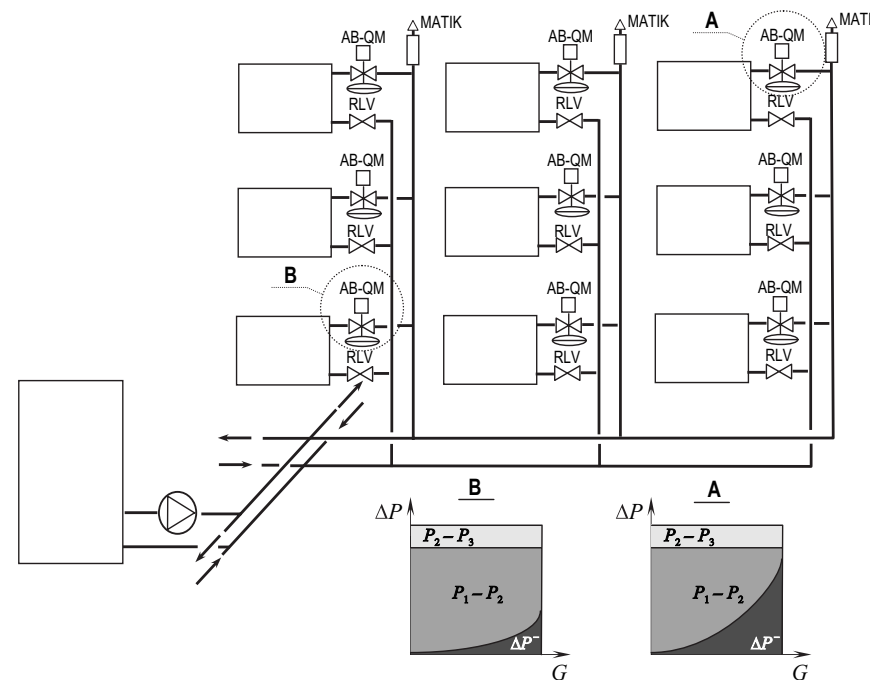 MATIK
MATIK
MATIK
A
AB-QM
AB-QM
AB-QM
RLV
RLV
RLV
AB-QM
AB-QM
AB-QM
RLV
RLV
RLV
B
AB-QM
AB-QM
AB-QM
RLV
RLV
RLV
B
A
ΔP
P₂ – P₃
P₁ – P₂
ΔP⁻
G
ΔP
P₂ – P₃
P₁ – P₂
ΔP⁻
G